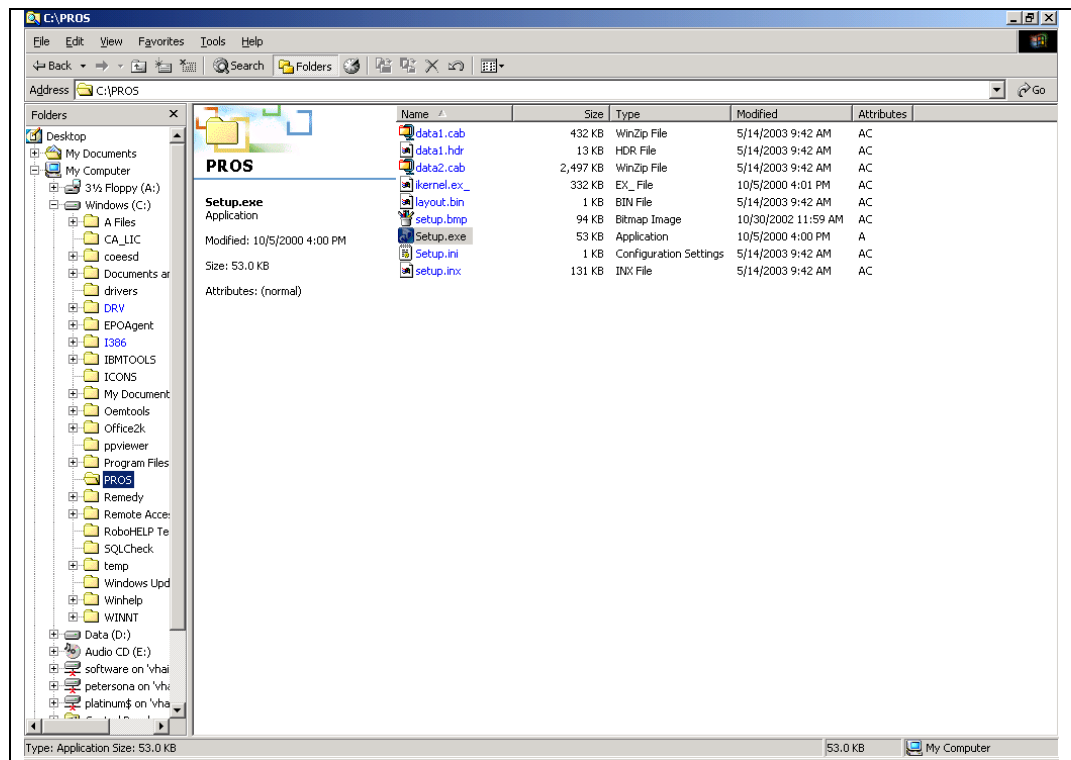 C:\PROS
File Edit View Favorites Tools Help
Back Search Folders
Address C:\PROS Go
Folders
Desktop
My Documents
My Computer
3½ Floppy (A:)
Windows (C:)
A Files
CA_LIC
coeesd
Documents ar
drivers
DRV
EPOAgent
I386
IBMTOOLS
ICONS
My Document
Oemtools
Office2k
ppviewer
Program Files
PROS
Remedy
Remote Acce:
RoboHELP Te
SQLCheck
temp
Windows Upd
Winhelp
WINNT
Data (D:)
Audio CD (E:)
software on 'vhai
petersona on 'vha
platinum$ on 'vha
PROS
Setup.exe
Application
Modified: 10/5/2000 4:00 PM
Size: 53.0 KB
Attributes: (normal)
Name Size Type Modified Attributes
data1.cab 432 KB WinZip File 5/14/2003 9:42 AM AC
data1.hdr 13 KB HDR File 5/14/2003 9:42 AM AC
data2.cab 2,497 KB WinZip File 5/14/2003 9:42 AM AC
ikernel.ex_ 332 KB EX_ File 10/5/2000 4:01 PM AC
layout.bin 1 KB BIN File 5/14/2003 9:42 AM AC
setup.bmp 94 KB Bitmap Image 10/30/2002 11:59 AM AC
Setup.exe 53 KB Application 10/5/2000 4:00 PM A
Setup.ini 1 KB Configuration Settings 5/14/2003 9:42 AM AC
setup.inx 131 KB INX File 5/14/2003 9:42 AM AC
Type: Application Size: 53.0 KB 53.0 KB My Computer